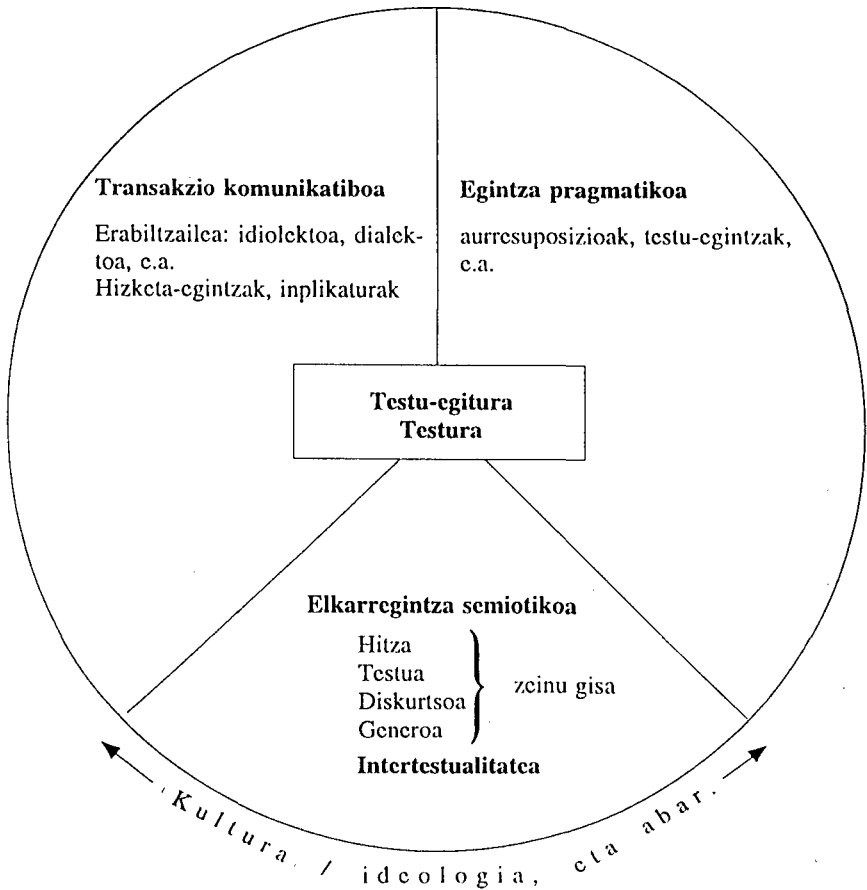 Transakzio komunikatiboa
Erabiltzailea: idiolektoa, dialek-
toa, e.a.
Hizketa-egintzak, inplikaturak
Egintza pragmatikoa
aurresuposizioak, testu-egintzak,
e.a.
Testu-egitura
Testura
Elkarregintza semiotikoa
Hitza
Testua
Diskurtsoa
Generoa
zeinu gisa
Intertestualitatea
Kultura / ideologia, eta abar.